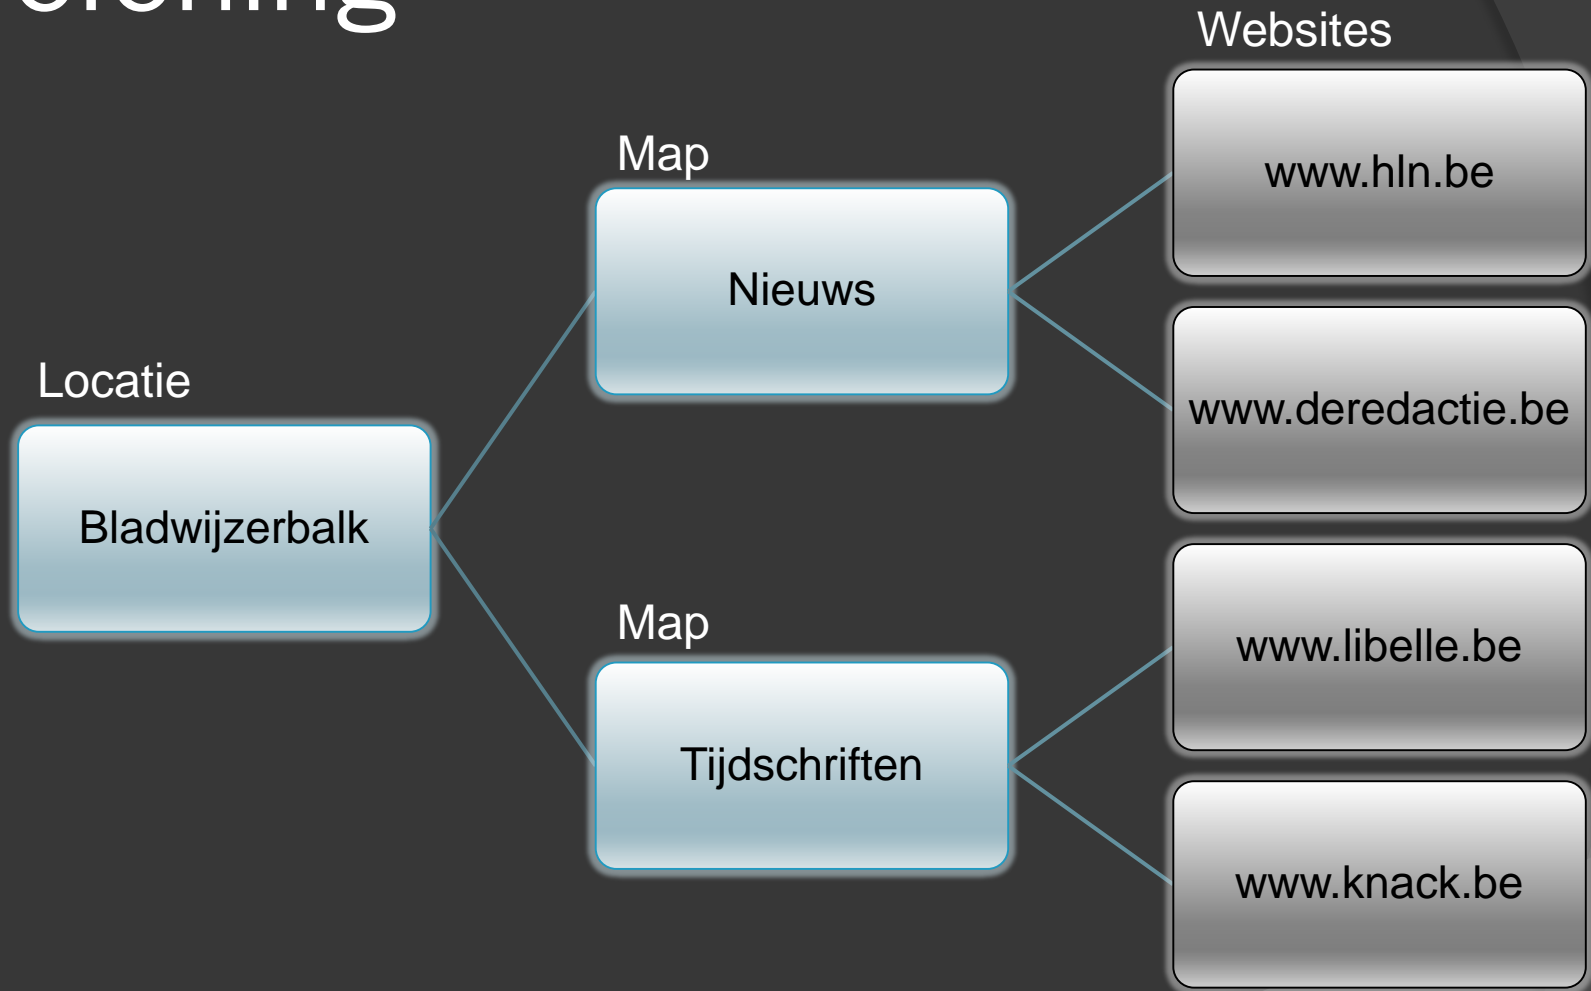 Websites
www.hln.be
Map
Nieuws
www.deredactie.be
Locatie
Bladwijzerbalk
Map
www.libelle.be
Tijdschriften
www.knack.be